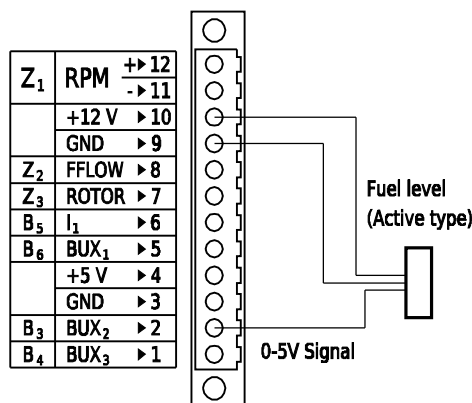 Z1 RPM +▶12
-▶11
+12 V ▶10
GND ▶9
Z2 FFLOW ▶8
Z3 ROTOR ▶7
B5 I1 ▶6
B6 BUX1 ▶5
+5 V ▶4
GND ▶3
B3 BUX2 ▶2
B4 BUX3 ▶1
Fuel level
(Active type)
0-5V Signal